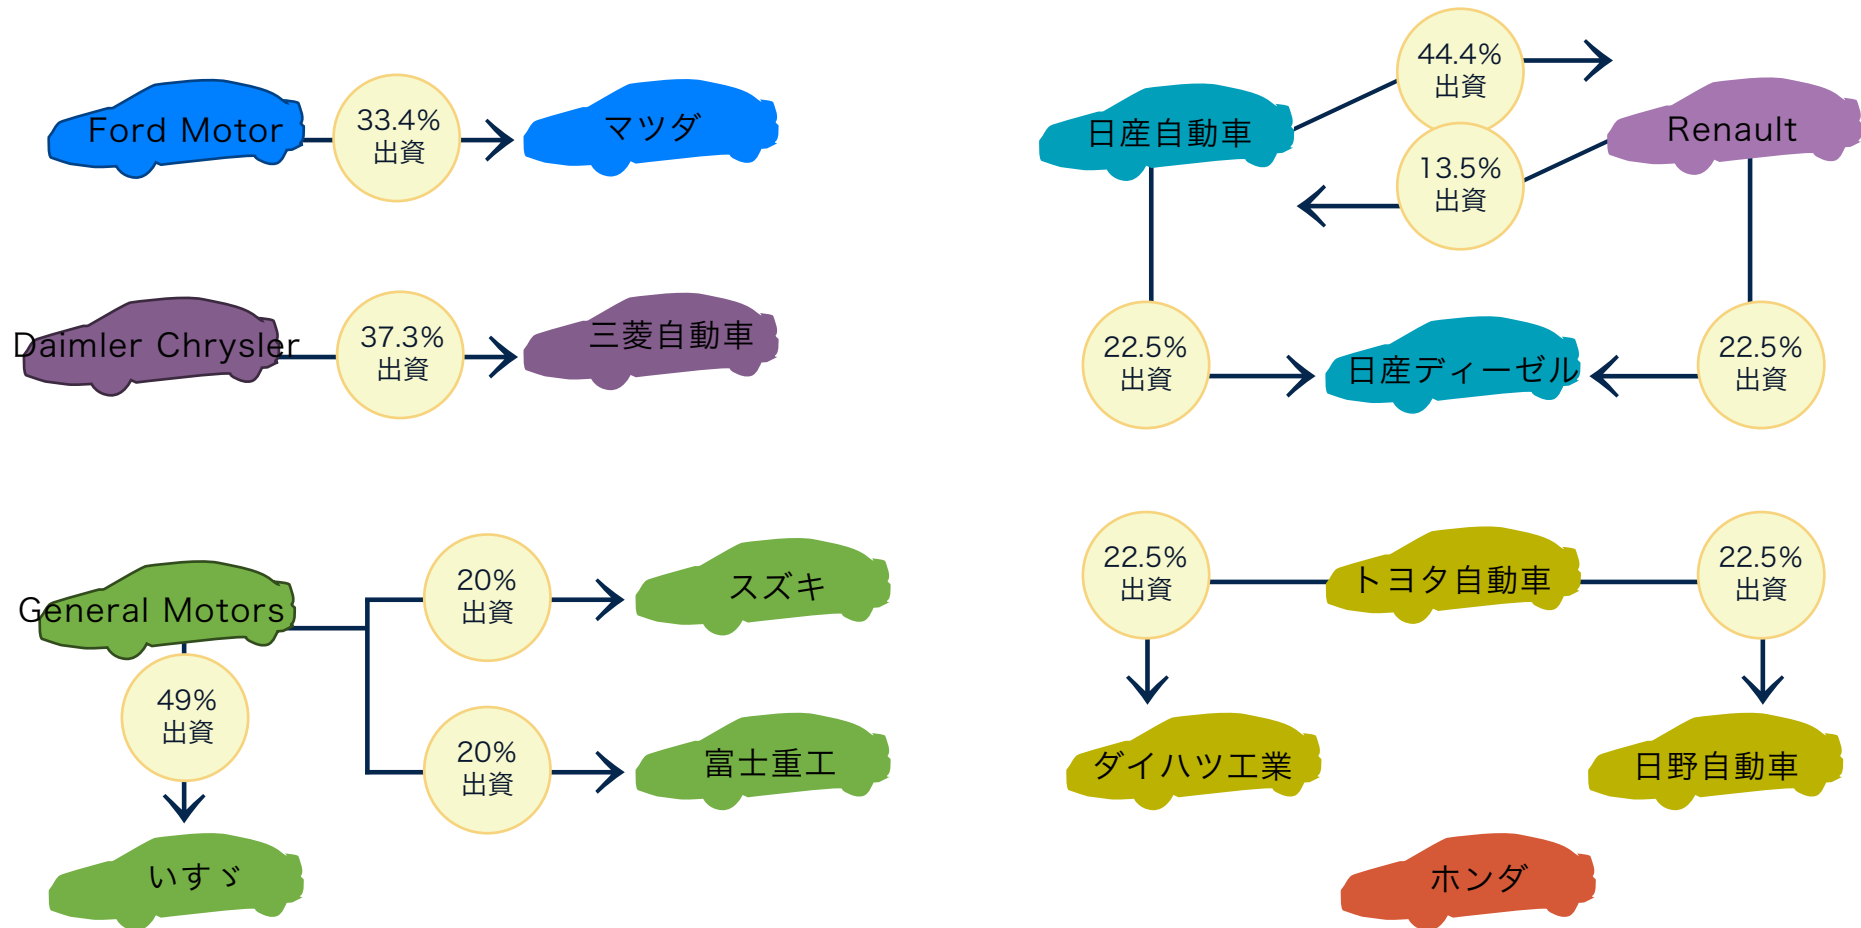 Ford Motor
33.4%
出資
マツダ
Daimler Chrysler
37.3%
出資
三菱自動車
General Motors
20%
出資
スズキ
49%
出資
20%
出資
富士重工
いすゞ
日産自動車
44.4%
出資
13.5%
出資
Renault
22.5%
出資
日産ディーゼル
22.5%
出資
22.5%
出資
トヨタ自動車
22.5%
出資
ダイハツ工業
日野自動車
ホンダ